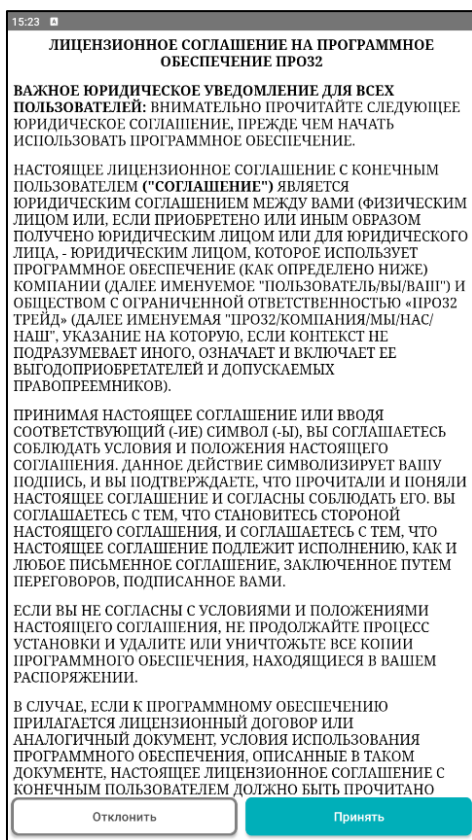 15:23 A
ЛИЦЕНЗИОННОЕ СОГЛАШЕНИЕ НА ПРОГРАММНОЕ
ОБЕСПЕЧЕНИЕ ПРО32
ВАЖНОЕ ЮРИДИЧЕСКОЕ УВЕДОМЛЕНИЕ ДЛЯ ВСЕХ
ПОЛЬЗОВАТЕЛЕЙ: ВНИМАТЕЛЬНО ПРОЧИТАЙТЕ СЛЕДУЮЩЕЕ
ЮРИДИЧЕСКОЕ СОГЛАШЕНИЕ, ПРЕЖДЕ ЧЕМ НАЧАТЬ
ИСПОЛЬЗОВАТЬ ПРОГРАММНОЕ ОБЕСПЕЧЕНИЕ.
НАСТОЯЩЕЕ ЛИЦЕНЗИОННОЕ СОГЛАШЕНИЕ С КОНЕЧНЫМ
ПОЛЬЗОВАТЕЛЕМ ("СОГЛАШЕНИЕ") ЯВЛЯЕТСЯ
ЮРИДИЧЕСКИМ СОГЛАШЕНИЕМ МЕЖДУ ВАМИ (ФИЗИЧЕСКИМ
ЛИЦОМ ИЛИ, ЕСЛИ ПРИОБРЕТЕНО ИЛИ ИНЫМ ОБРАЗОМ
ПОЛУЧЕНО ЮРИДИЧЕСКИМ ЛИЦОМ ИЛИ ДЛЯ ЮРИДИЧЕСКОГО
ЛИЦА, - ЮРИДИЧЕСКИМ ЛИЦОМ, КОТОРОЕ ИСПОЛЬЗУЕТ
ПРОГРАММНОЕ ОБЕСПЕЧЕНИЕ (КАК ОПРЕДЕЛЕНО НИЖЕ)
КОМПАНИИ (ДАЛЕЕ ИМЕНУЕМОЕ "ПОЛЬЗОВАТЕЛЬ/ВЫ/ВАШ") И
ОБЩЕСТВОМ С ОГРАНИЧЕННОЙ ОТВЕТСТВЕННОСТЬЮ «ПРО32
ТРЕЙД» (ДАЛЕЕ ИМЕНУЕМАЯ "ПРО32/КОМПАНИЯ/МЫ/НАС/
НАШ", УКАЗАНИЕ НА КОТОРУЮ, ЕСЛИ КОНТЕКСТ НЕ
ПОДРАЗУМЕВАЕТ ИНОГО, ОЗНАЧАЕТ И ВКЛЮЧАЕТ ЕЕ
ВЫГОДОПРИОБРЕТАТЕЛЕЙ И ДОПУСКАЕМЫХ
ПРАВОПРЕЕМНИКОВ).
ПРИНИМАЯ НАСТОЯЩЕЕ СОГЛАШЕНИЕ ИЛИ ВВОДЯ
СООТВЕТСТВУЮЩИЙ (-ИЕ) СИМВОЛ (-Ы), ВЫ СОГЛАШАЕТЕСЬ
СОБЛЮДАТЬ УСЛОВИЯ И ПОЛОЖЕНИЯ НАСТОЯЩЕГО
СОГЛАШЕНИЯ. ДАННОЕ ДЕЙСТВИЕ СИМВОЛИЗИРУЕТ ВАШУ
ПОДПИСЬ, И ВЫ ПОДТВЕРЖДАЕТЕ, ЧТО ПРОЧИТАЛИ И ПОНЯЛИ
НАСТОЯЩЕЕ СОГЛАШЕНИЕ И СОГЛАСНЫ СОБЛЮДАТЬ ЕГО. ВЫ
СОГЛАШАЕТЕСЬ С ТЕМ, ЧТО СТАНОВИТЕСЬ СТОРОНОЙ
НАСТОЯЩЕГО СОГЛАШЕНИЯ, И СОГЛАШАЕТЕСЬ С ТЕМ, ЧТО
НАСТОЯЩЕЕ СОГЛАШЕНИЕ ПОДЛЕЖИТ ИСПОЛНЕНИЮ, КАК И
ЛЮБОЕ ПИСЬМЕННОЕ СОГЛАШЕНИЕ, ЗАКЛЮЧЕННОЕ ПУТЕМ
ПЕРЕГОВОРОВ, ПОДПИСАННОЕ ВАМИ.
ЕСЛИ ВЫ НЕ СОГЛАСНЫ С УСЛОВИЯМИ И ПОЛОЖЕНИЯМИ
НАСТОЯЩЕГО СОГЛАШЕНИЯ, НЕ ПРОДОЛЖАЙТЕ ПРОЦЕСС
УСТАНОВКИ И УДАЛИТЕ ИЛИ УНИЧТОЖЬТЕ ВСЕ КОПИИ
ПРОГРАММНОГО ОБЕСПЕЧЕНИЯ, НАХОДЯЩИЕСЯ В ВАШЕМ
РАСПОРЯЖЕНИИ.
В СЛУЧАЕ, ЕСЛИ К ПРОГРАММНОМУ ОБЕСПЕЧЕНИЮ
ПРИЛАГАЕТСЯ ЛИЦЕНЗИОННЫЙ ДОГОВОР ИЛИ
АНАЛОГИЧНЫЙ ДОКУМЕНТ, УСЛОВИЯ ИСПОЛЬЗОВАНИЯ
ПРОГРАММНОГО ОБЕСПЕЧЕНИЯ, ОПИСАННЫЕ В ТАКОМ
ДОКУМЕНТЕ, НАСТОЯЩЕЕ ЛИЦЕНЗИОННОЕ СОГЛАШЕНИЕ С
КОНЕЧНЫМ ПОЛЬЗОВАТЕЛЕМ ДОЛЖНО БЫТЬ ПРОЧИТАНО
Отклонить
Принять